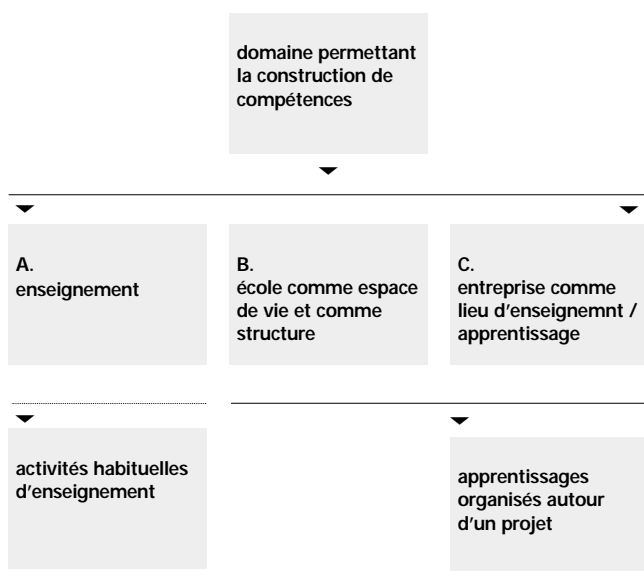 domaine permettant
la construction de
compétences
A.
enseignement
B.
école comme espace
de vie et comme
structure
C.
entreprise comme
lieu d'enseignemnt /
apprentissage
activités habituelles
d'enseignement
apprentissages
organisés autour
d'un projet